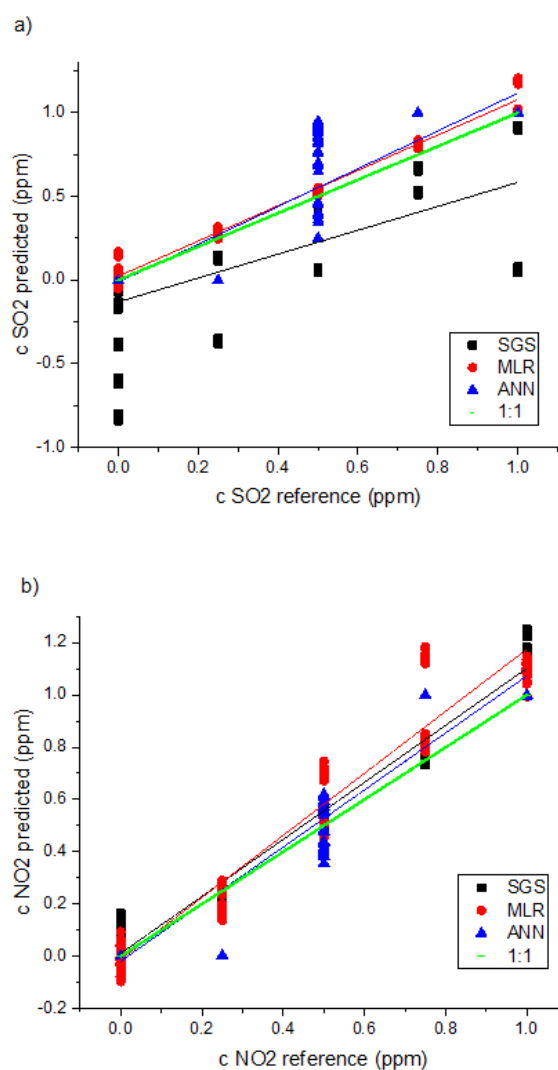 a)
c SO2 predicted (ppm)
1.0
0.5
0.0
-0.5
-1.0
SGS
MLR
ANN
1:1
0.0 0.2 0.4 0.6 0.8 1.0
c SO2 reference (ppm)
b)
c NO2 predicted (ppm)
1.2
1.0
0.8
0.6
0.4
0.2
0.0
-0.2
SGS
MLR
ANN
1:1
0.0 0.2 0.4 0.6 0.8 1.0
c NO2 reference (ppm)